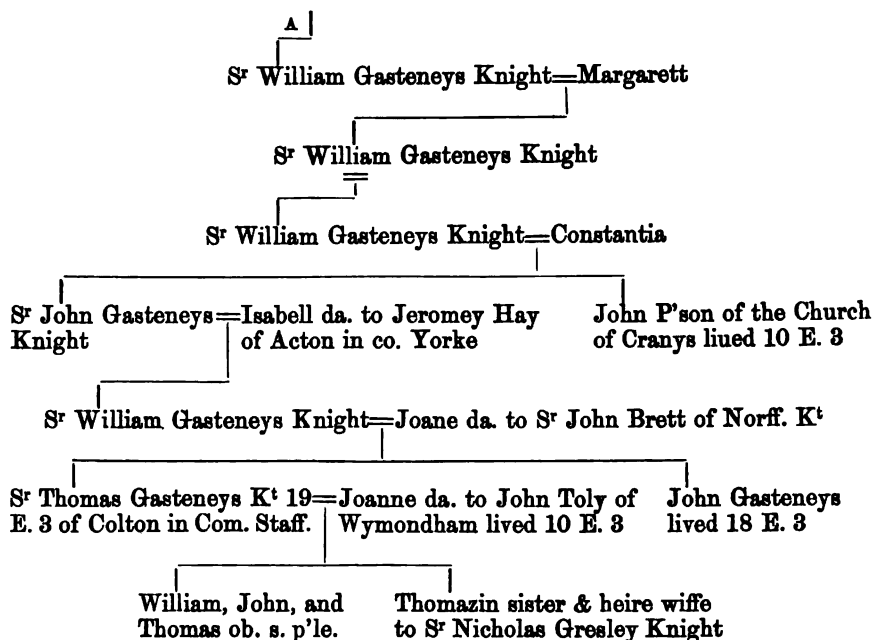 A
Sʳ William Gasteneys Knight=Margarett
Sʳ William Gasteneys Knight
=
Sʳ William Gasteneys Knight=Constantia
Sʳ John Gasteneys=Isabell da. to Jeromey Hay John P'son of the Church
Knight of Acton in co. Yorke of Cranys liued 10 E. 3
Sʳ William Gasteneys Knight=Joane da. to Sʳ John Brett of Norff. Kᵗ
Sʳ Thomas Gasteneys Kᵗ 19=Joanne da. to John Toly of John Gasteneys
E. 3 of Colton in Com. Staff. Wymondham lived 10 E. 3 lived 18 E. 3
William, John, and Thomazin sister & heire wiffe
Thomas ob. s. p'le. to Sʳ Nicholas Gresley Knight